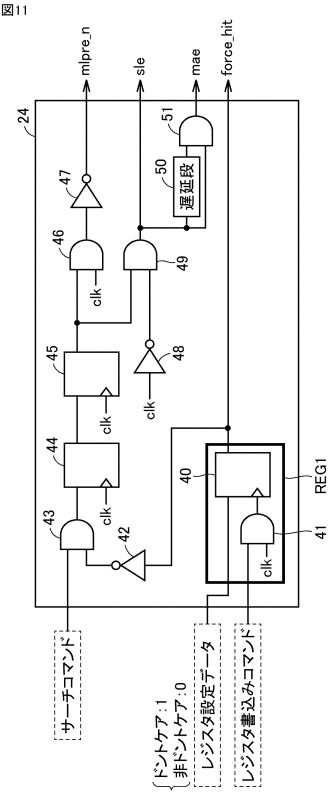 図11
24
mlpre_n
sle
mae
force_hit
47
51
50
遅延段
46
clk
49
45
48
clk
clk
44
clk
43
42
40
REG1
41
clk
サーチコマンド
ドントケア:1
非ドントケア:0
レジスタ設定データ
レジスタ書込みコマンド